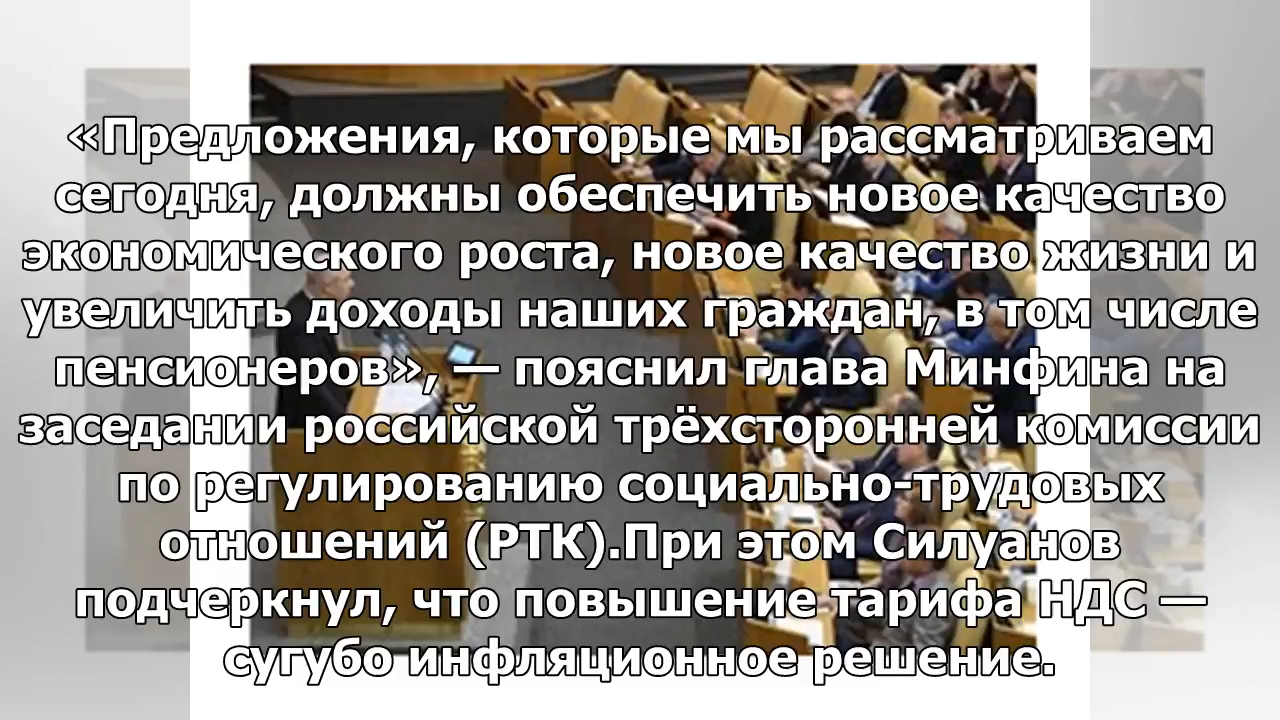 «Предложения, которые мы рассматриваем
сегодня, должны обеспечить новое качество
экономического роста, новое качество жизни и
увеличить доходы наших граждан, в том числе
пенсионеров», — пояснил глава Минфина на
заседании российской трёхсторонней комиссии
по регулированию социально-трудовых
отношений (РТК).При этом Силуанов
подчеркнул, что повышение тарифа НДС —
сугубо инфляционное решение.